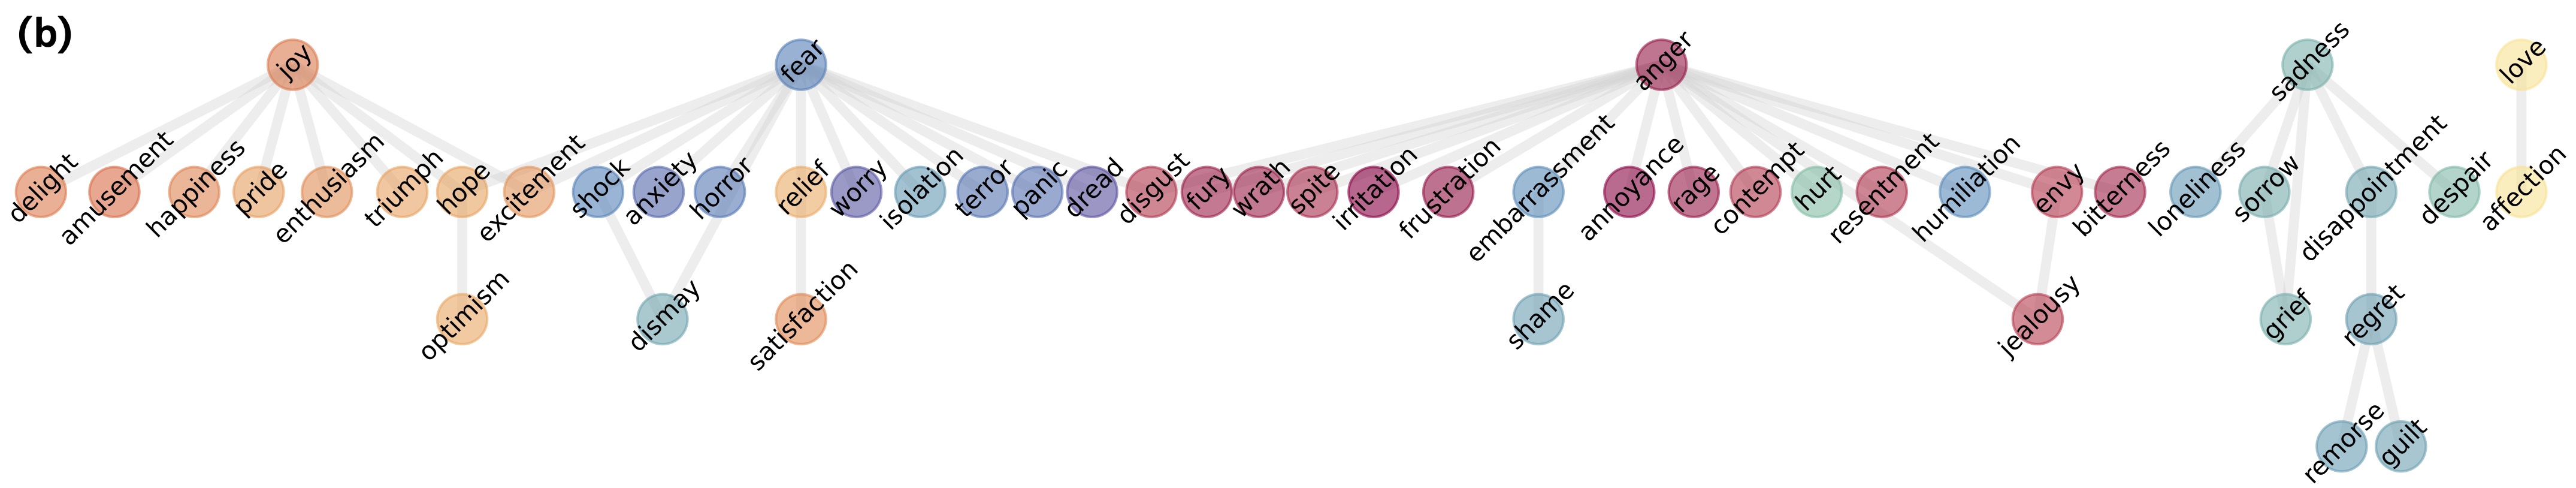 (b)
joy
fear
anger
sadness
love
delight
amusement
happiness
pride
enthusiasm
triumph
hope
excitement
shock
anxiety
horror
relief
worry
isolation
terror
panic
dread
disgust
fury
wrath
spite
irritation
frustration
embarrassment
annoyance
rage
contempt
hurt
resentment
humiliation
envy
bitterness
loneliness
sorrow
disappointment
despair
affection
optimism
dismay
satisfaction
shame
jealousy
grief
regret
remorse
guilt